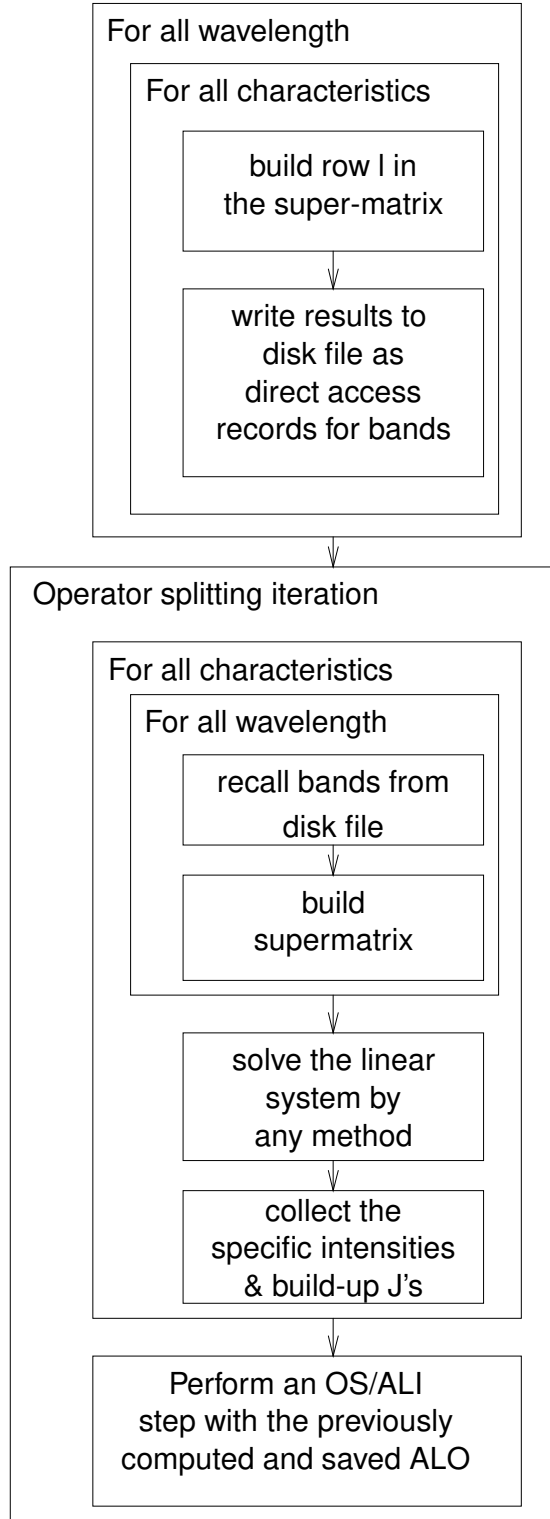 For all wavelength
For all characteristics
build row l in
the super-matrix
write results to
disk file as
direct access
records for bands
Operator splitting iteration
For all characteristics
For all wavelength
recall bands from
disk file
build
supermatrix
solve the linear
system by
any method
collect the
specific intensities
& build-up J's
Perform an OS/ALI
step with the previously
computed and saved ALO